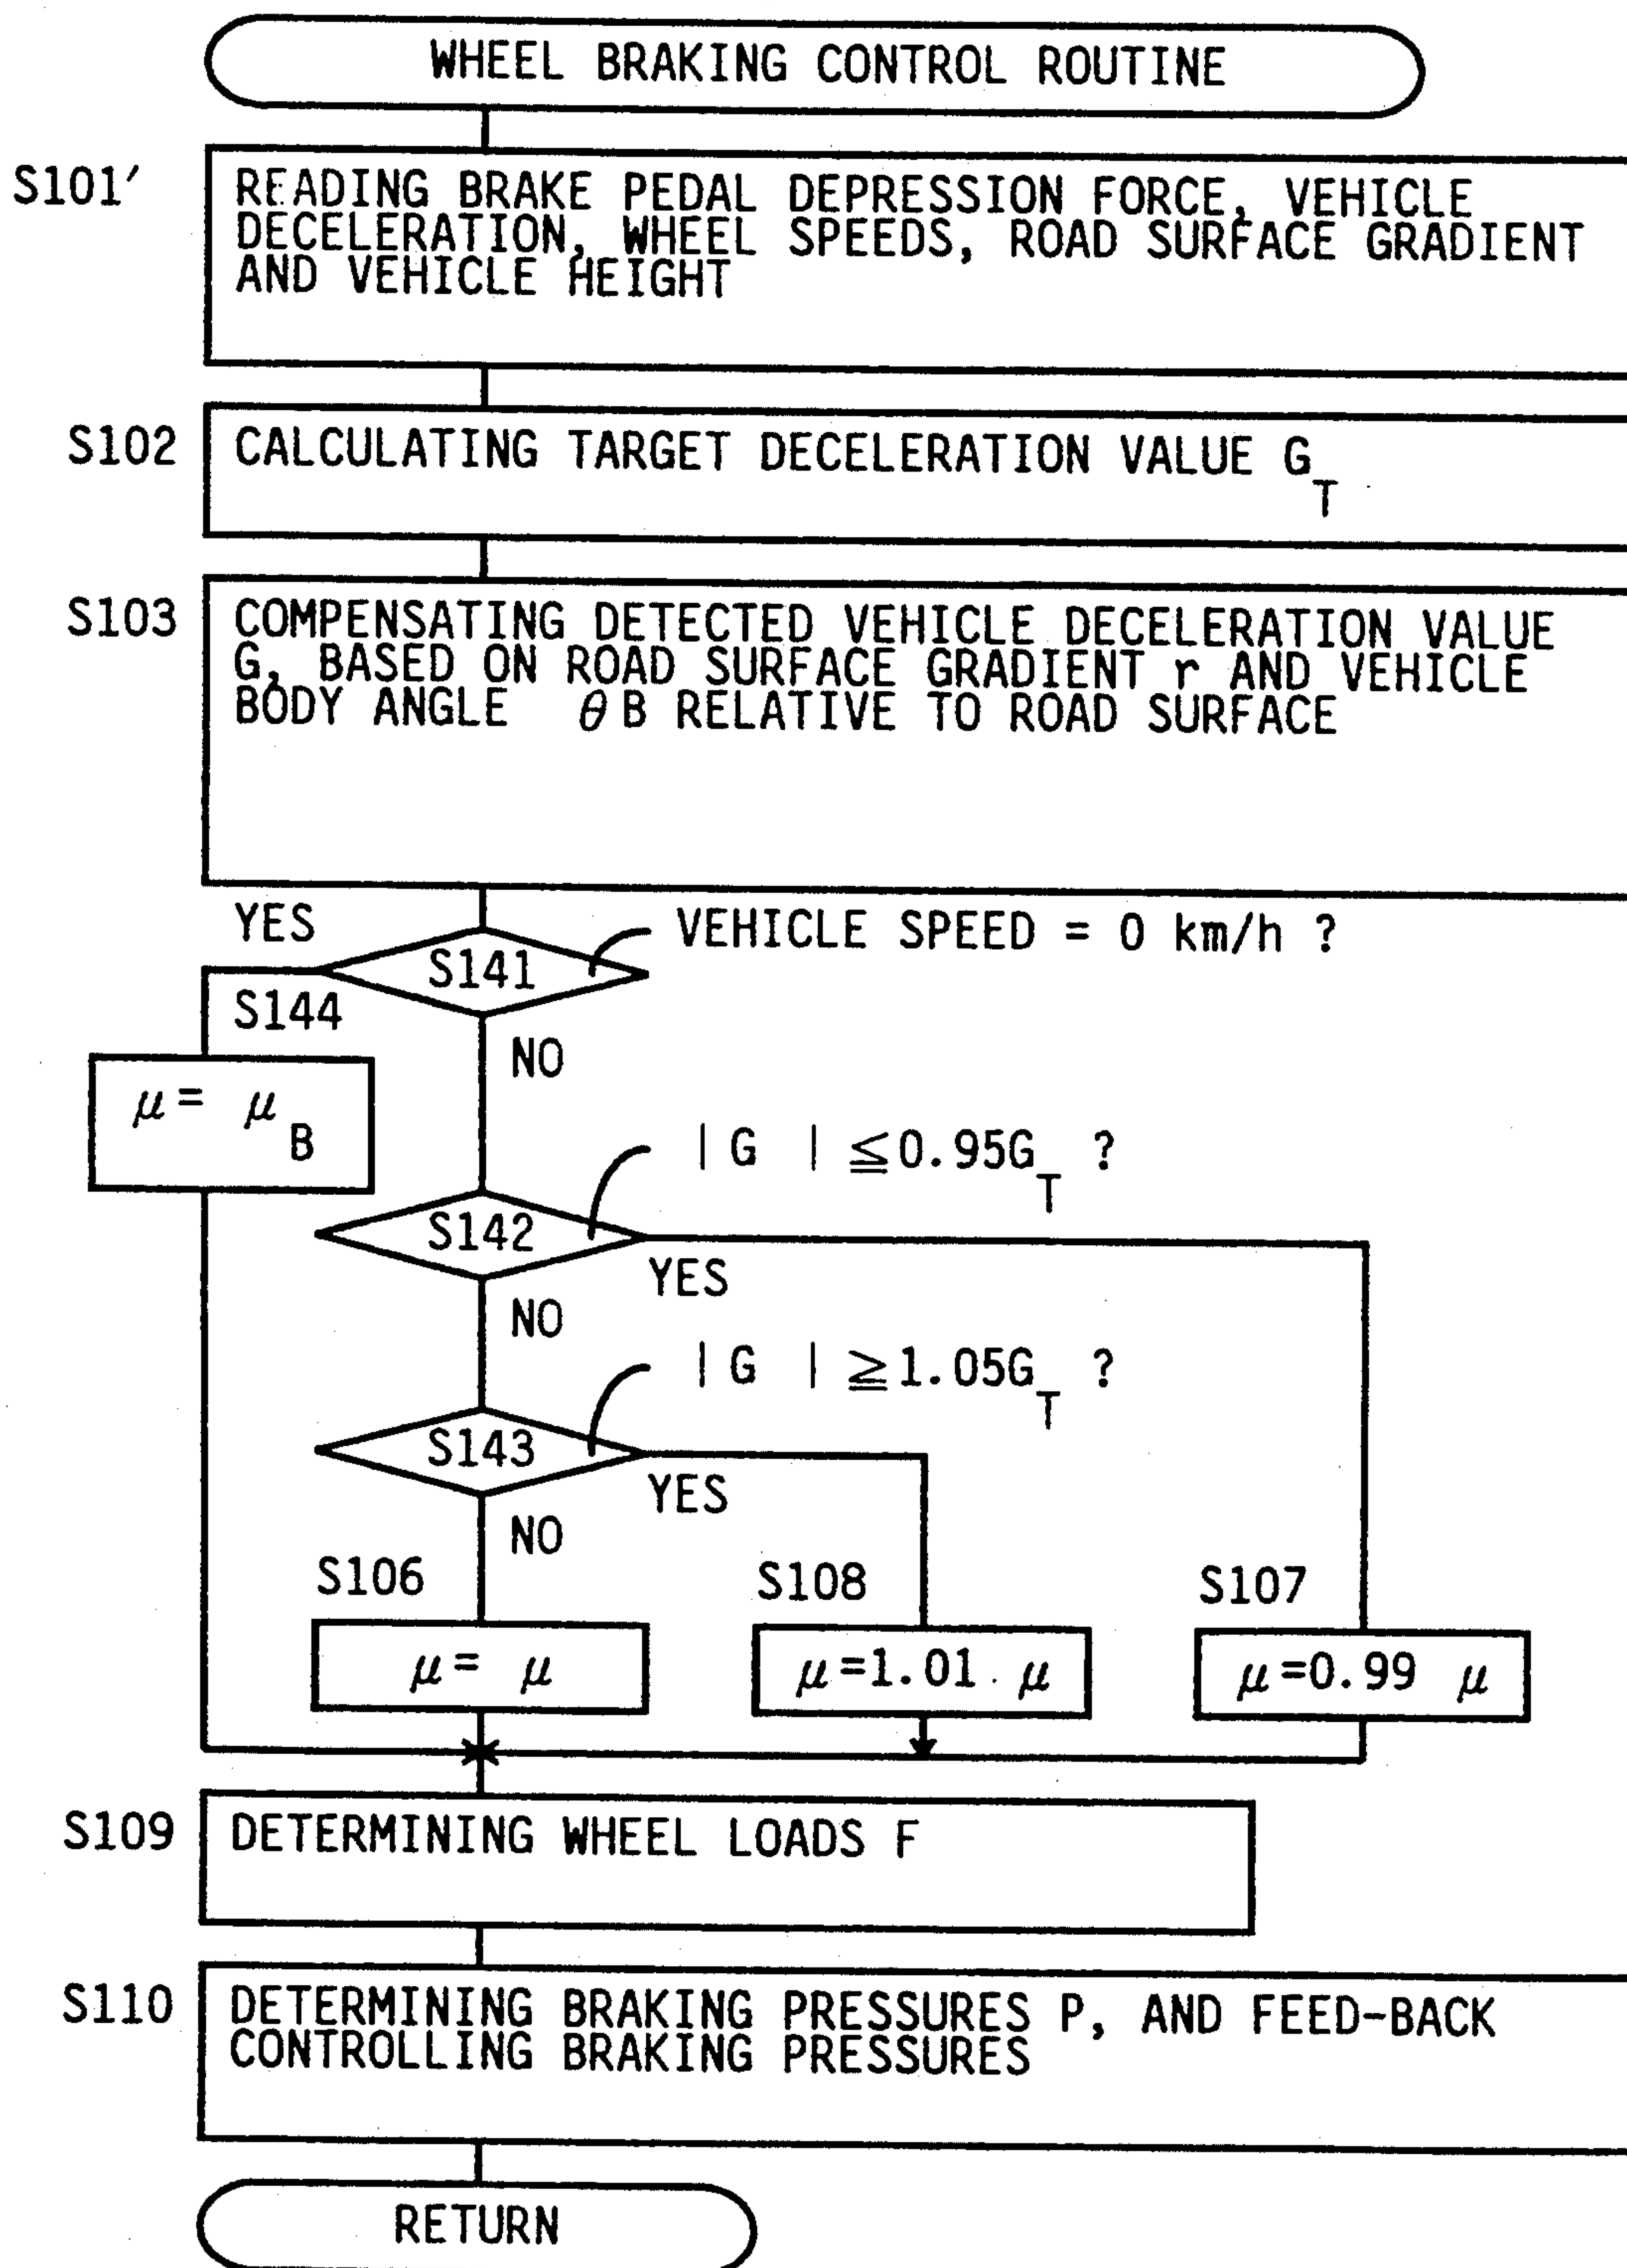 WHEEL BRAKING CONTROL ROUTINE
S101′
READING BRAKE PEDAL DEPRESSION FORCE, VEHICLE
DECELERATION, WHEEL SPEEDS, ROAD SURFACE GRADIENT
AND VEHICLE HEIGHT
S102
CALCULATING TARGET DECELERATION VALUE G_T
S103
COMPENSATING DETECTED VEHICLE DECELERATION VALUE
G, BASED ON ROAD SURFACE GRADIENT r AND VEHICLE
BODY ANGLE θB RELATIVE TO ROAD SURFACE
YES
VEHICLE SPEED = 0 km/h ?
S141
S144
NO
μ= μ_B
|G | ≦0.95G_T ?
S142
YES
NO
|G | ≧1.05G_T ?
S143
YES
NO
S106
S108
S107
μ= μ
μ=1.01・μ
μ=0.99 μ
S109
DETERMINING WHEEL LOADS F
S110
DETERMINING BRAKING PRESSURES P, AND FEED-BACK
CONTROLLING BRAKING PRESSURES
RETURN